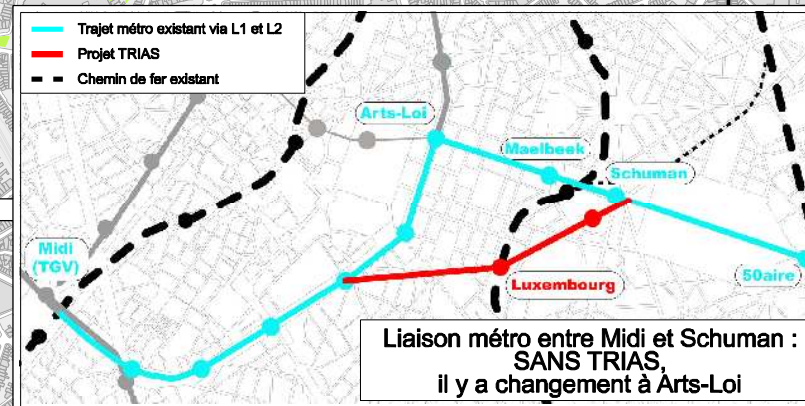 Trajet métro existant via L1 et L2
Projet TRIAS
Chemin de fer existant
Arts-Loi
Maelbeek
Schuman
Midi
(TGV)
50aire
Luxembourg
Liaison métro entre Midi et Schuman :
SANS TRIAS,
il y a changement à Arts-Loi